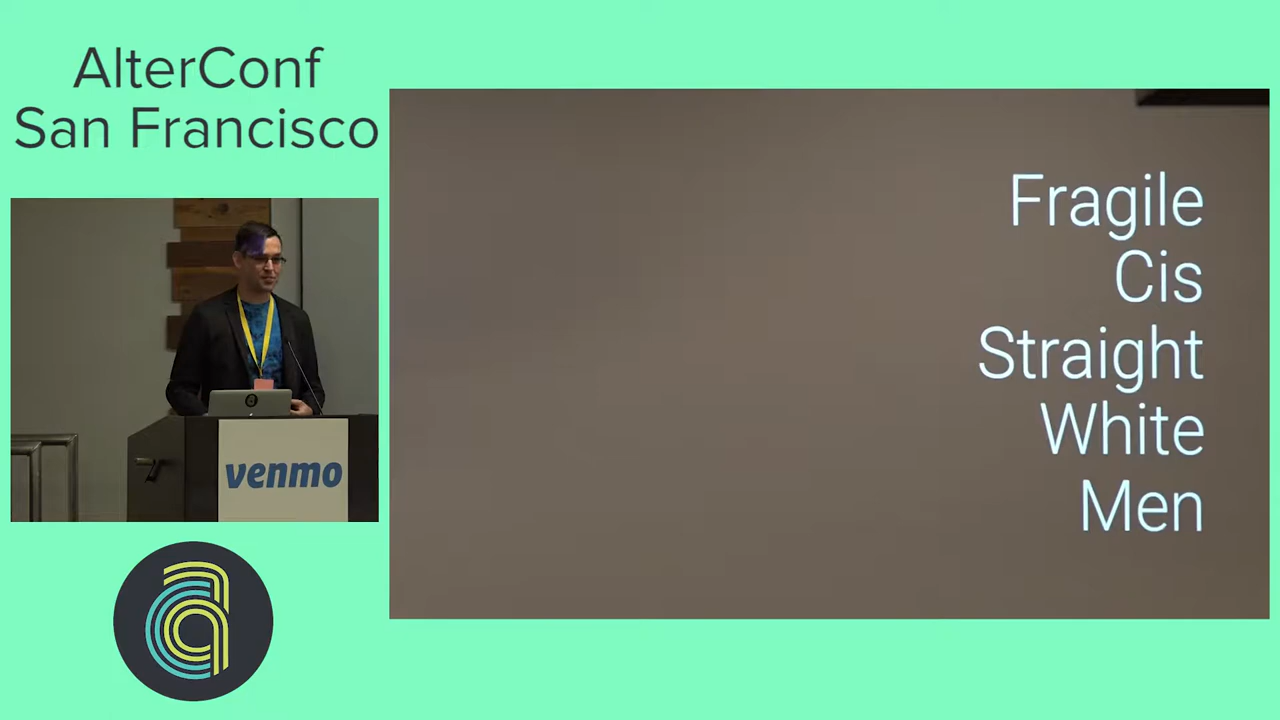 AlterConf
San Francisco
venmo
Fragile
Cis
Straight
White
Men